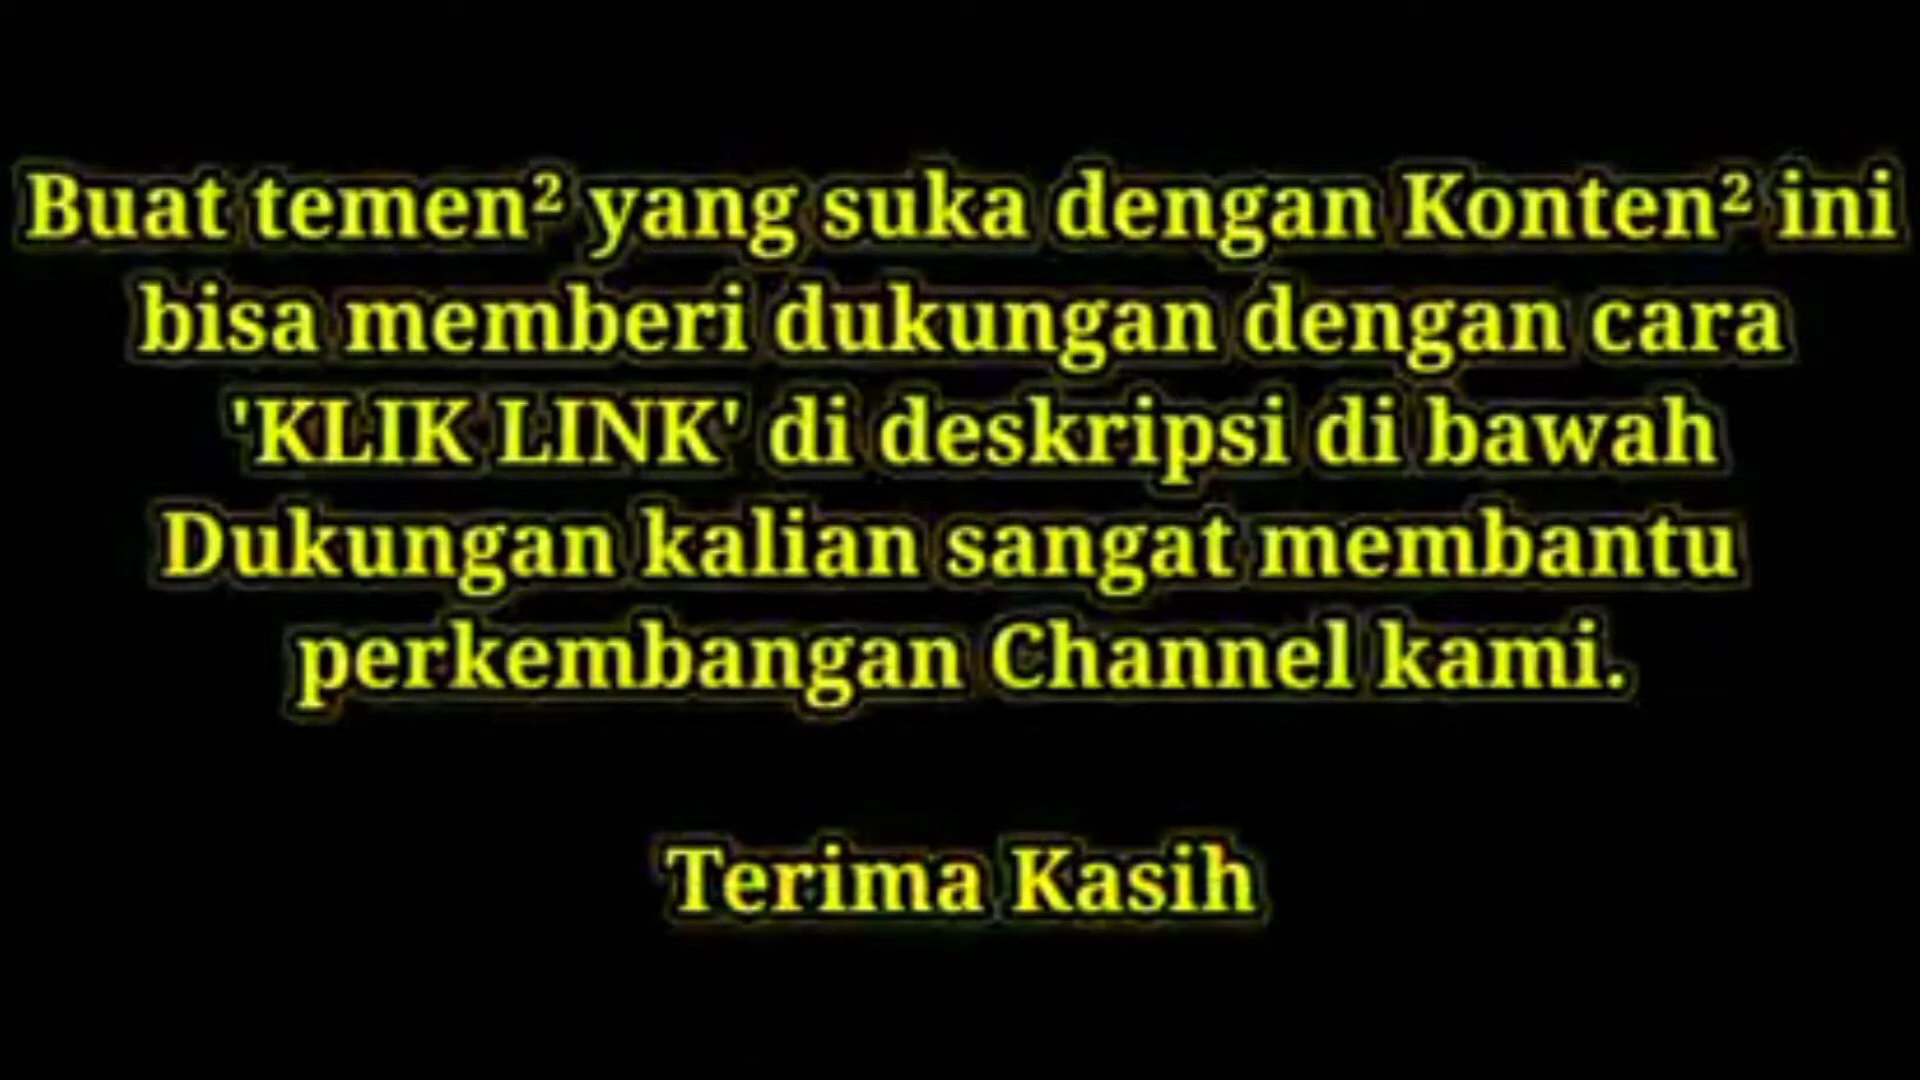 Buat temen² yang suka dengan Konten² ini
bisa memberi dukungan dengan cara
'KLIK LINK' di deskripsi di bawah
Dukungan kalian sangat membantu
perkembangan Channel kami.
Terima Kasih